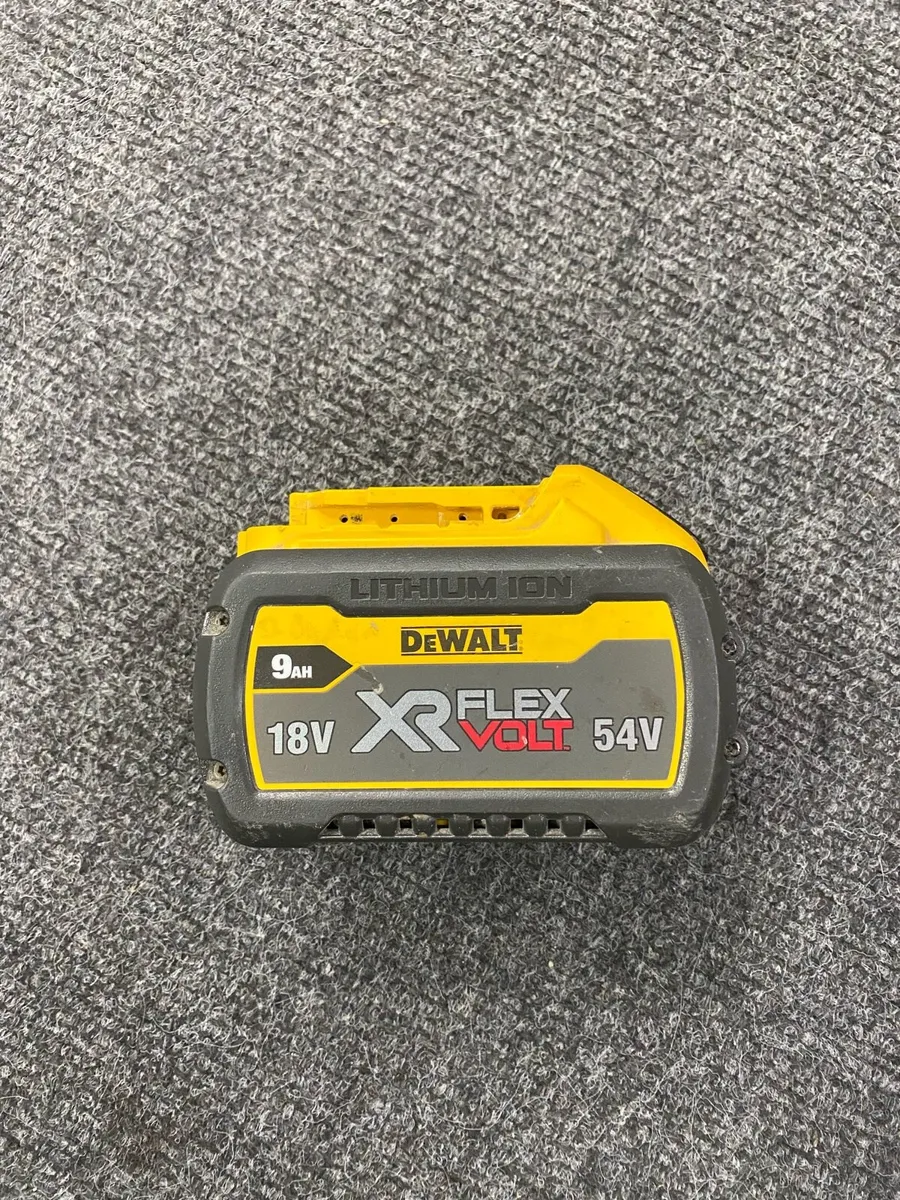 LITHIUM ION
DEWALT
9AH
18V XR FLEX VOLT 54V